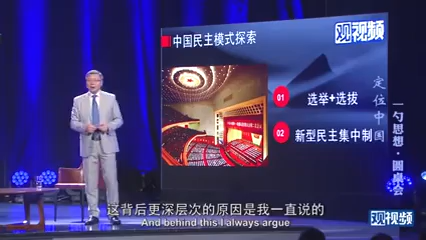 中国民主模式探索
观视频
01 选举+选拔
02 新型民主集中制
定位中国
一勺思想·圆桌会
这背后更深层次的原因是我一直说的
And behind this I always argue
观视频